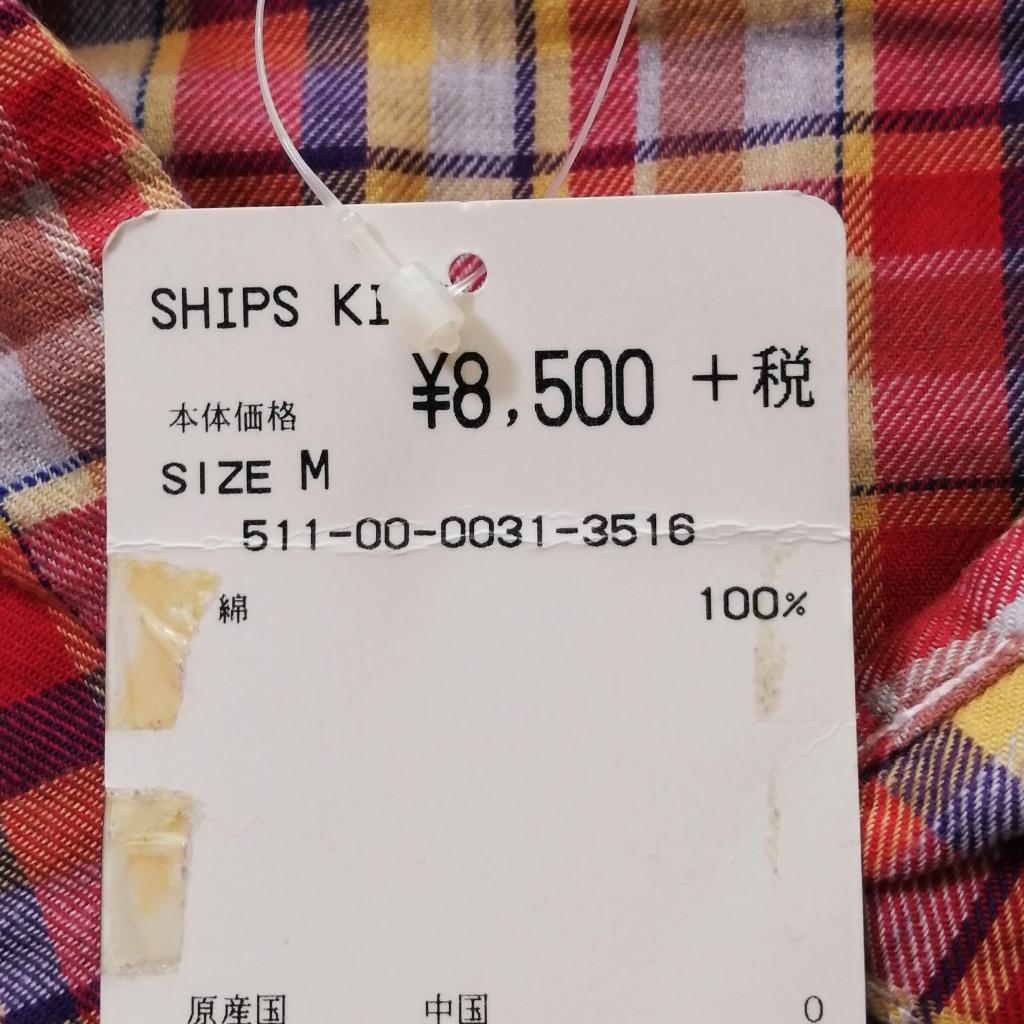 SHIPS
¥8,500 +税
本体価格
SIZE M
511-00-0031-3516
綿 100%
原産国 中国 0